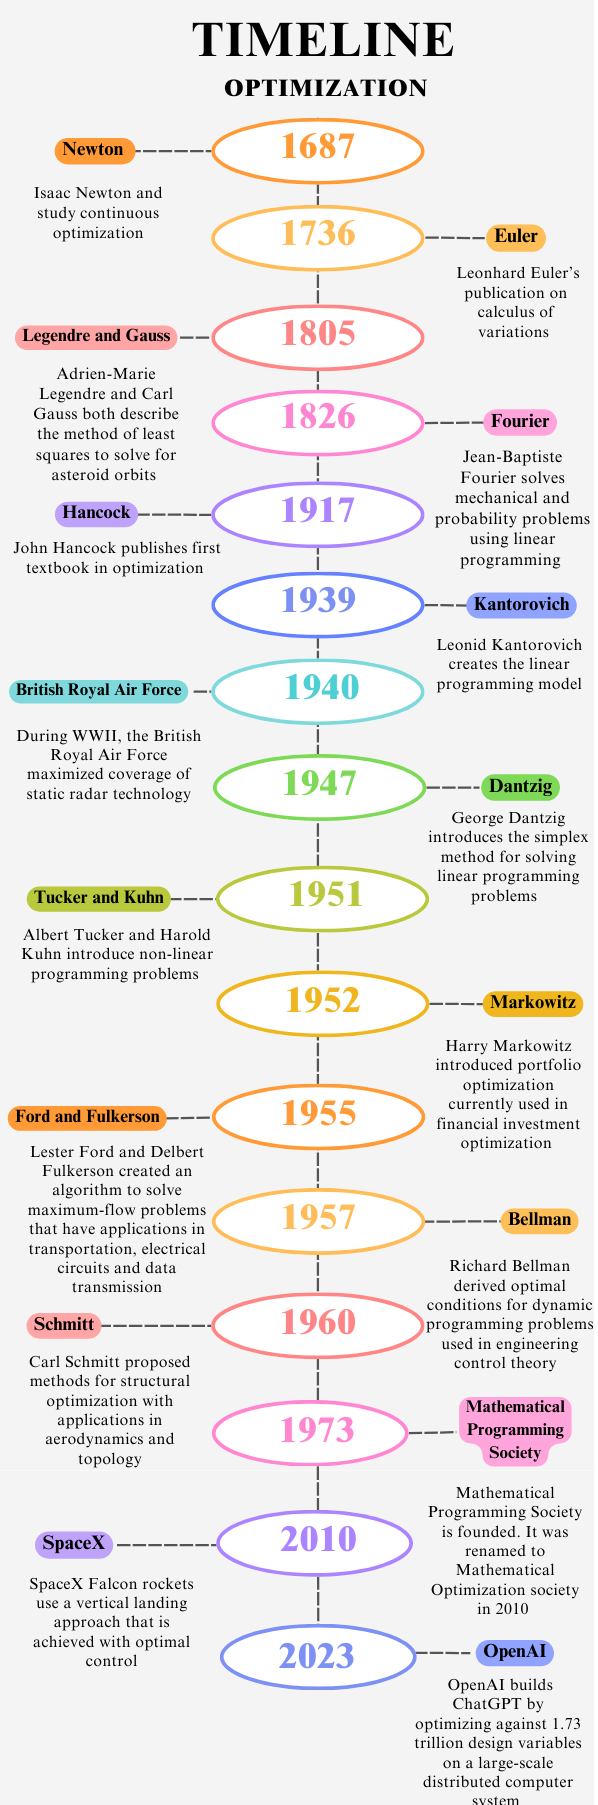 TIMELINE
OPTIMIZATION
1687
Newton
Isaac Newton and
study continuous
optimization
1736
Euler
Leonhard Euler's
publication on
calculus of
variations
1805
Legendre and Gauss
Adrien-Marie
Legendre and Carl
Gauss both describe
the method of least
squares to solve for
asteroid orbits
1826
Fourier
Jean-Baptiste
Fourier solves
mechanical and
probability problems
using linear
programming
1917
Hancock
John Hancock publishes first
textbook in optimization
1939
Kantorovich
Leonid Kantorovich
creates the linear
programming model
1940
British Royal Air Force
During WWII, the British
Royal Air Force
maximized coverage of
static radar technology
1947
Dantzig
George Dantzig
introduces the simplex
method for solving
linear programming
problems
1951
Tucker and Kuhn
Albert Tucker and Harold
Kuhn introduce non-linear
programming problems
1952
Markowitz
Harry Markowitz
introduced portfolio
optimization
currently used in
financial investment
optimization
1955
Ford and Fulkerson
Lester Ford and Delbert
Fulkerson created an
algorithm to solve
maximum-flow problems
that have applications in
transportation, electrical
circuits and data
transmission
1957
Bellman
Richard Bellman
derived optimal
conditions for dynamic
programming problems
used in engineering
control theory
1960
Schmitt
Carl Schmitt proposed
methods for structural
optimization with
applications in
aerodynamics and
topology
1973
Mathematical
Programming
Society
Mathematical
Programming Society
is founded. It was
renamed to
Mathematical
Optimization society
in 2010
2010
SpaceX
SpaceX Falcon rockets
use a vertical landing
approach that is
achieved with optimal
control
2023
OpenAI
OpenAI builds
ChatGPT by
optimizing against 1.73
trillion design variables
on a large-scale
distributed computer
system